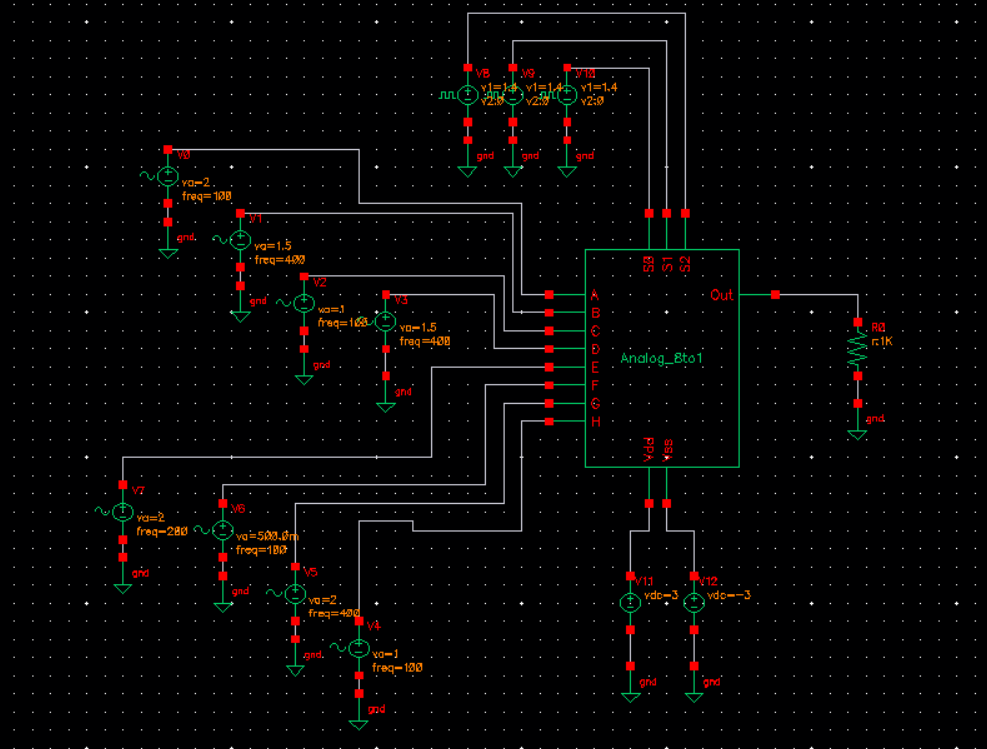 V8
v1=1.4
v2:0
V9
v1=1.4
v2:0
V10
v1=1.4
v2:0
gnd
gnd
gnd
V0
va=2
freq=100
gnd
V1
va=1.5
freq=400
gnd
V2
va=1
freq=100
gnd
V3
va=1.5
freq=400
gnd
S0
S1
S2
A
B
C
D
E
F
G
H
Out
Analog_8to1
Vdd
Vss
R0
r:1K
gnd
V7
va=2
freq=200
gnd
V6
va=500.0m
freq=100
gnd
V5
va=2
freq=400
gnd
V4
va=1
freq=100
gnd
V11
vdc=3
gnd
V12
vdc=-3
gnd